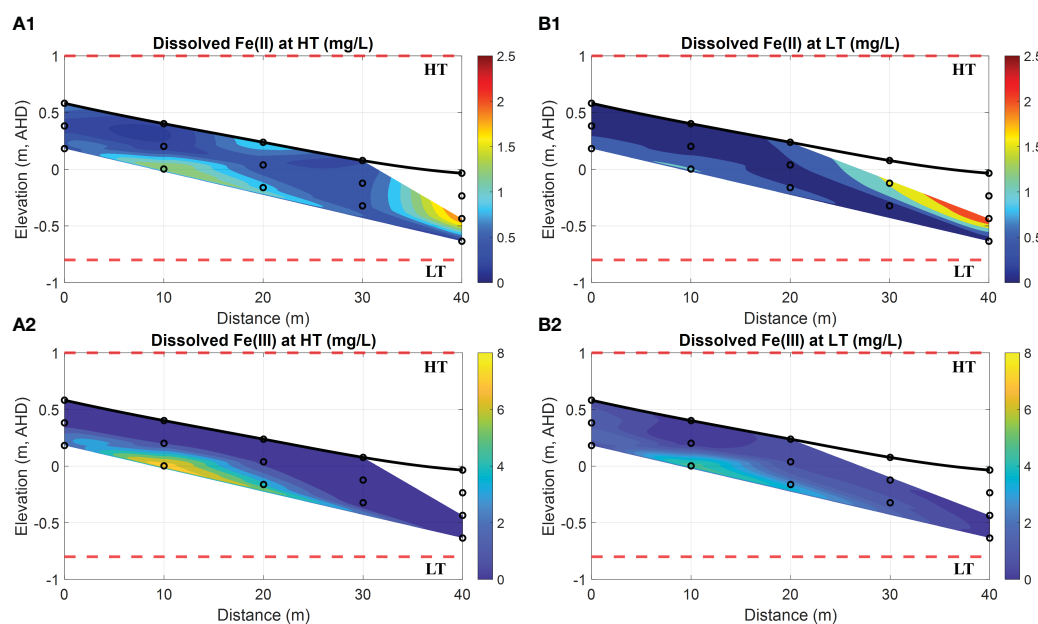 A1
Dissolved Fe(II) at HT (mg/L)
1
0.5
0
-0.5
-1
Elevation (m, AHD)
HT
LT
0 10 20 30 40
Distance (m)
2.5
2
1.5
1
0.5
0
B1
Dissolved Fe(II) at LT (mg/L)
1
0.5
0
-0.5
-1
Elevation (m, AHD)
HT
LT
0 10 20 30 40
Distance (m)
2.5
2
1.5
1
0.5
0
A2
Dissolved Fe(III) at HT (mg/L)
1
0.5
0
-0.5
-1
Elevation (m, AHD)
HT
LT
0 10 20 30 40
Distance (m)
8
6
4
2
0
B2
Dissolved Fe(III) at LT (mg/L)
1
0.5
0
-0.5
-1
Elevation (m, AHD)
HT
LT
0 10 20 30 40
Distance (m)
8
6
4
2
0